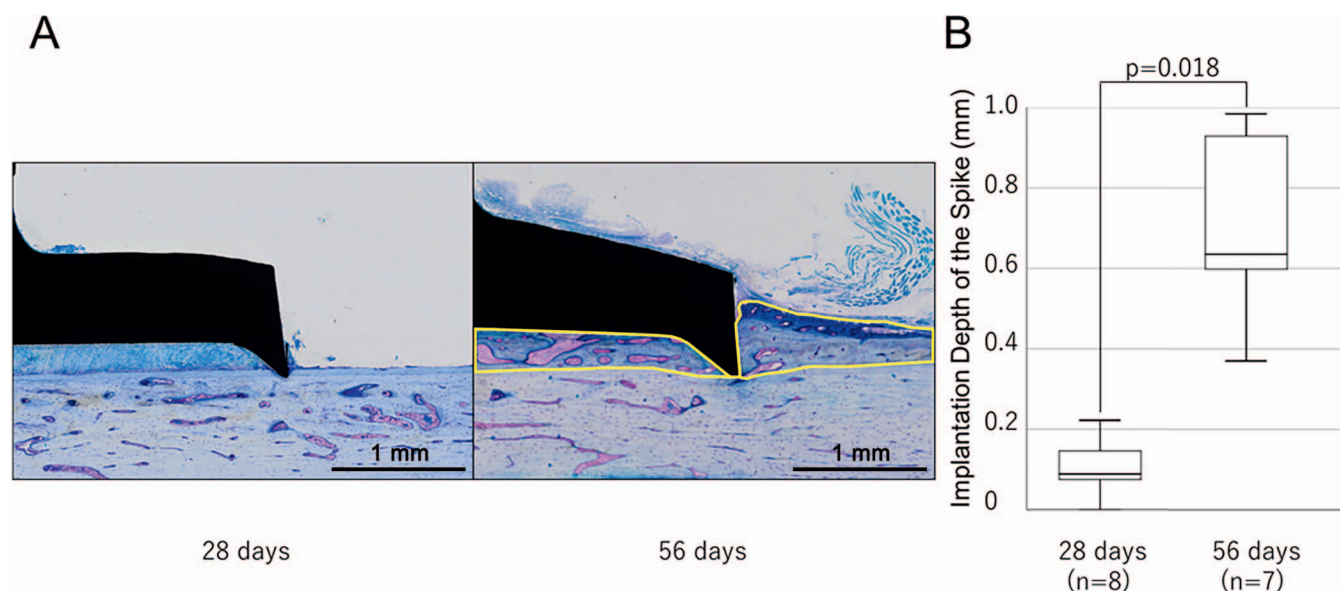 A
1 mm
1 mm
28 days
56 days
B
p=0.018
Implantation Depth of the Spike (mm)
1.0
0.8
0.6
0.4
0.2
0
28 days
(n=8)
56 days
(n=7)